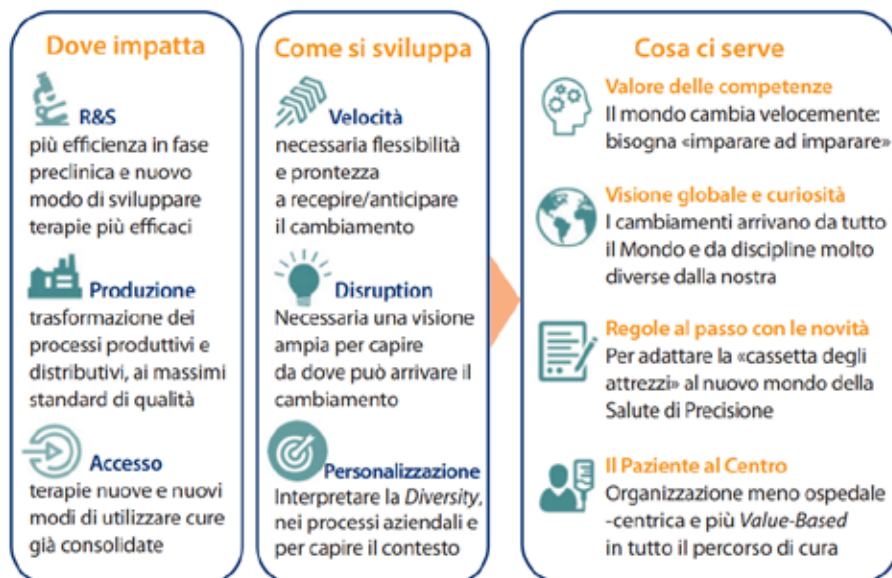 Dove impatta
R&S
più efficienza in fase
preclinica e nuovo
modo di sviluppare
terapie più efficaci
Produzione
trasformazione dei
processi produttivi e
distributivi, ai massimi
standard di qualità
Accesso
terapie nuove e nuovi
modi di utilizzare cure
già consolidate
Come si sviluppa
Velocità
necessaria flessibilità
e prontezza
a recepire/anticipare
il cambiamento
Disruption
Necessaria una visione
ampia per capire
da dove può arrivare il
cambiamento
Personalizzazione
Interpretare la Diversity,
nei processi aziendali e
per capire il contesto
Cosa ci serve
Valore delle competenze
Il mondo cambia velocemente:
bisogna «imparare ad imparare»
Visione globale e curiosità
I cambiamenti arrivano da tutto
il Mondo e da discipline molto
diverse dalla nostra
Regole al passo con le novità
Per adattare la «cassetta degli
attrezzi» al nuovo mondo della
Salute di Precisione
Il Paziente al Centro
Organizzazione meno ospedale
-centrica e più Value-Based
in tutto il percorso di cura